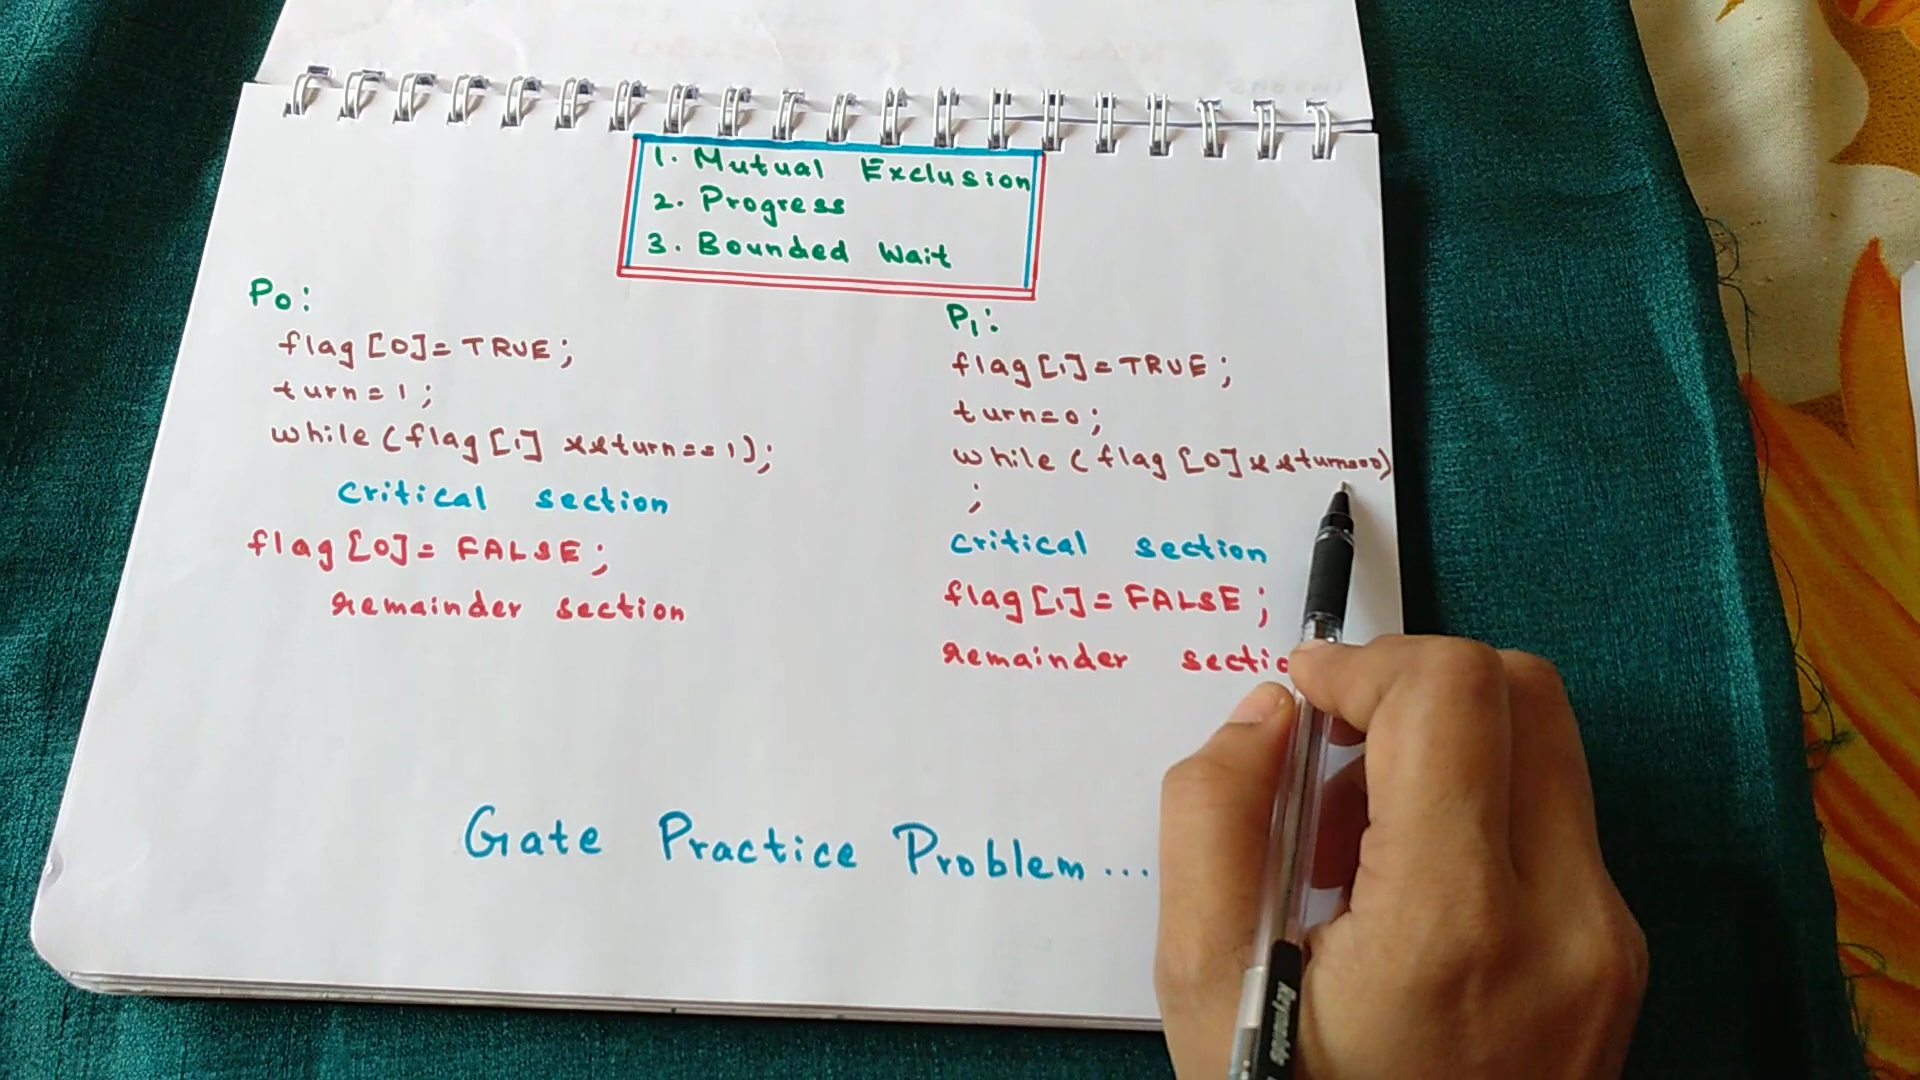 1. Mutual Exclusion
2. Progress
3. Bounded Wait
P0:
flag [0]= TRUE;
turn=1;
while (flag [1] &&turn==1);
critical section
flag [0]= FALSE;
remainder section
P1:
flag [1]=TRUE;
turn=0;
while (flag [0]&&turn==0)
;
critical section
flag [1]= FALSE;
remainder sectio
Gate Practice Problem...
Reynolds